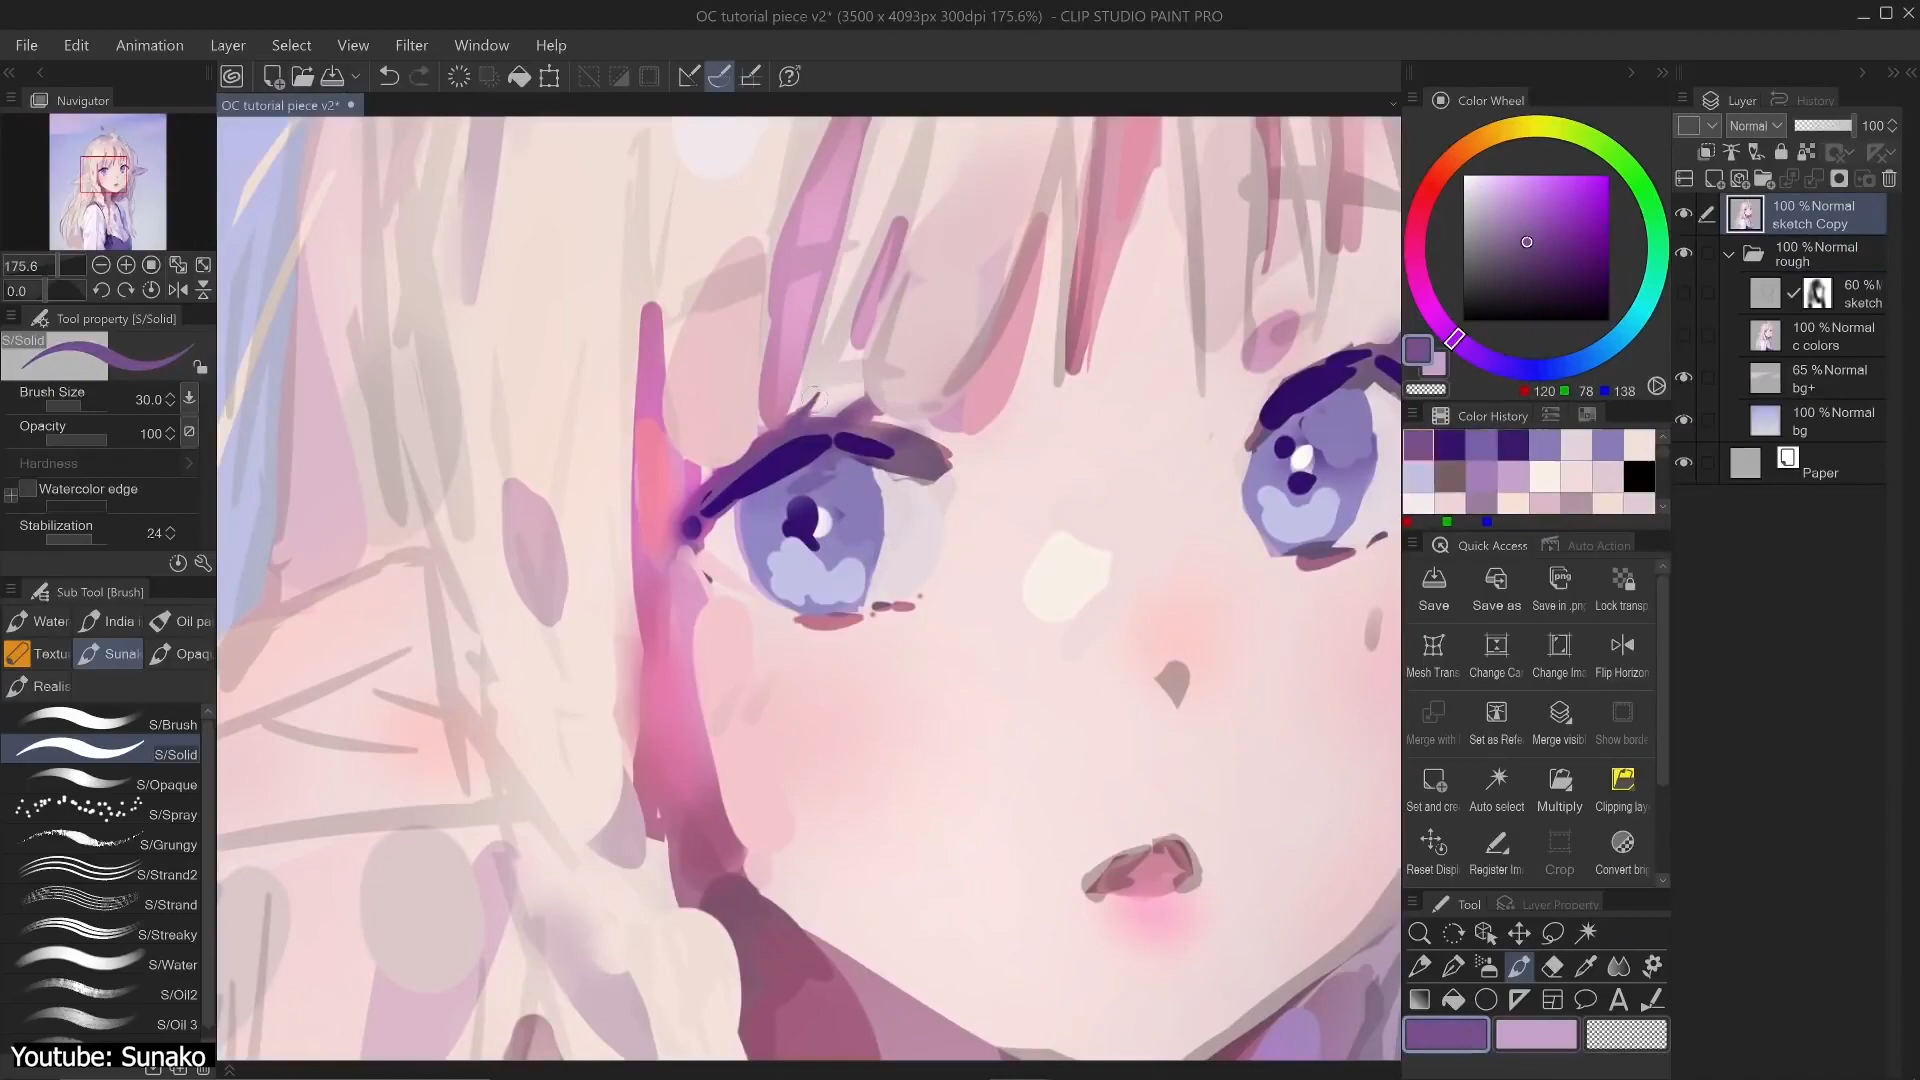 OC tutorial piece v2* (3500 x 4093px 300dpi 175.6%) - CLIP STUDIO PAINT PRO
File Edit Animation Layer Select View Filter Window Help
Navigator
OC tutorial piece v2*
175.6
0.0
Tool property [S/Solid]
S/Solid
Brush Size 30.0
Opacity 100
Hardness
Watercolor edge
Stabilization 24
Sub Tool [Brush]
Water India Oil pa
Textu Sunak Opaq
Realis
S/Brush
S/Solid
S/Opaque
S/Spray
S/Grungy
S/Strand2
S/Strand
S/Streaky
S/Water
S/Oil2
S/Oil 3
Youtube: Sunako
Color Wheel
120 78 138
Color History
Quick Access Auto Action
Save Save as Save in .png Lock transp
Mesh Trans Change Ca Change Ima Flip Horizon
Merge with Set as Refe Merge visibl Show borde
Set and cre Auto select Multiply Clipping lay
Reset Displ Register Im Crop Convert brig
Tool Layer Property
Layer History
Normal 100
100 %Normal
sketch Copy
100 %Normal
rough
60 %
sketch
100 %Normal
c colors
65 %Normal
bg+
100 %Normal
bg
Paper